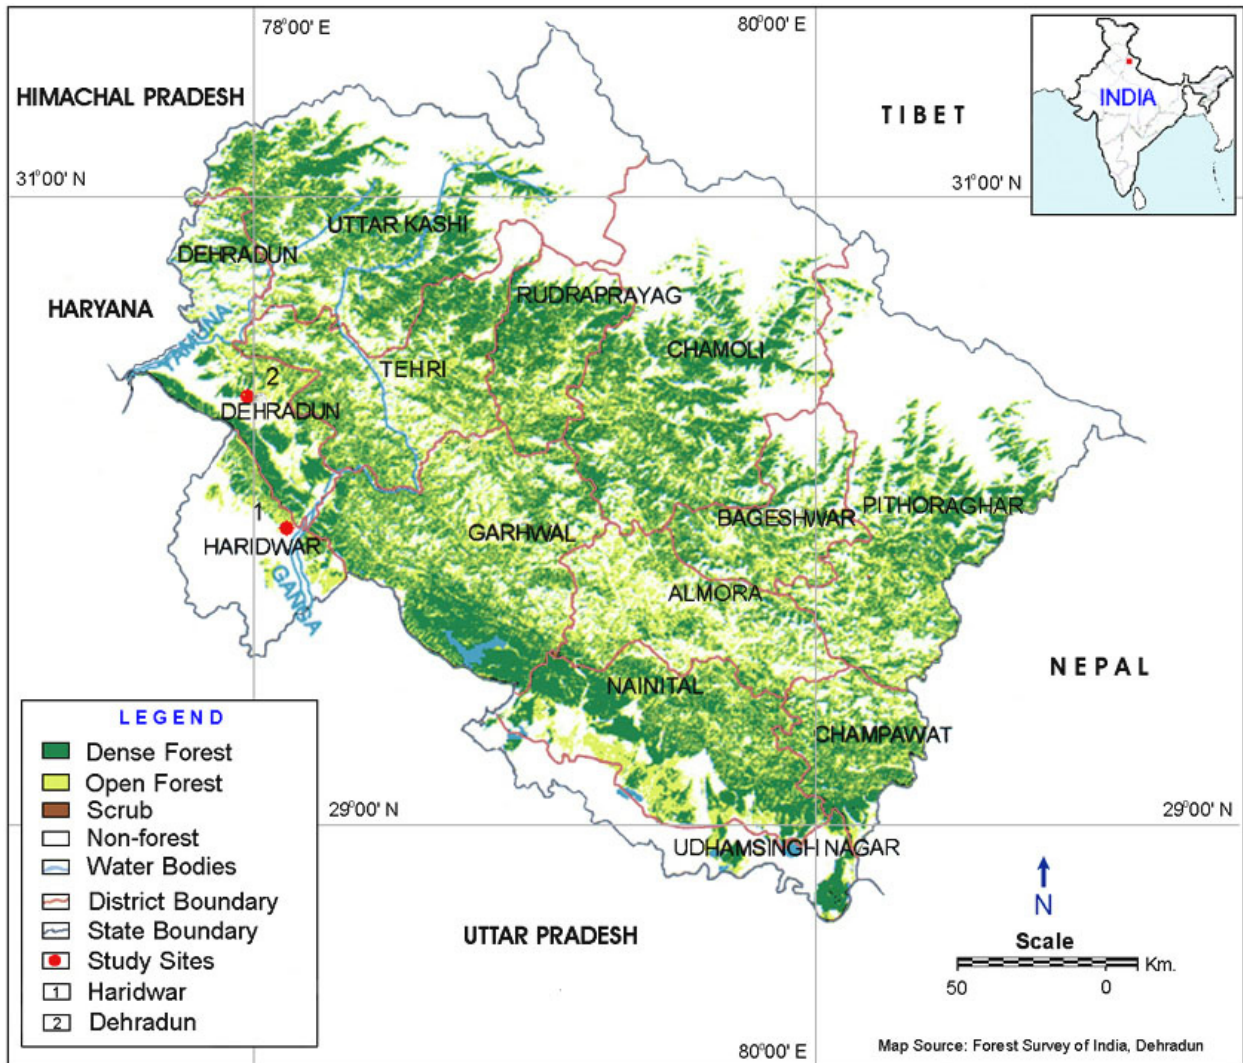 78°00' E
80°00' E
HIMACHAL PRADESH
TIBET
INDIA
31°00' N
31°00' N
UTTAR KASHI
DEHRADUN
HARYANA
RUDRAPRAYAG
YAMUNA
CHAMOLI
TEHRI
2
DEHRADUN
PITHORAGHAR
1
BAGESHWAR
GARHWAL
HARIDWAR
GANGA
ALMORA
NEPAL
NAINITAL
LEGEND
CHAMPAWAT
Dense Forest
Open Forest
Scrub
29°00' N
29°00' N
Non-forest
UDHAMSINGH NAGAR
Water Bodies
District Boundary
N
State Boundary
UTTAR PRADESH
Scale
Study Sites
Km.
50 0
1 Haridwar
2 Dehradun
80°00' E
Map Source: Forest Survey of India, Dehradun